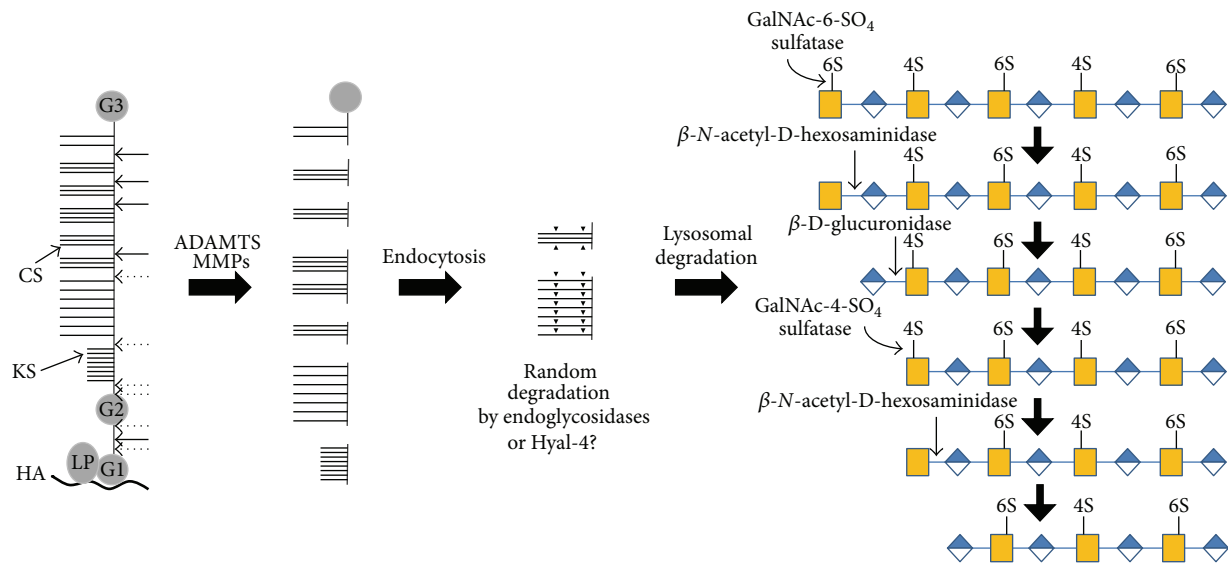 G3
CS
KS
G2
LP
G1
HA
ADAMTS
MMPs
Endocytosis
Random
degradation
by endoglycosidases
or Hyal-4?
Lysosomal
degradation
GalNAc-6-SO4
sulfatase
6S 4S 6S 4S 6S
β-N-acetyl-D-hexosaminidase
4S 6S 4S 6S
β-D-glucuronidase
4S 6S 4S 6S
GalNAc-4-SO4
sulfatase
4S 6S 4S 6S
β-N-acetyl-D-hexosaminidase
6S 4S 6S
6S 4S 6S